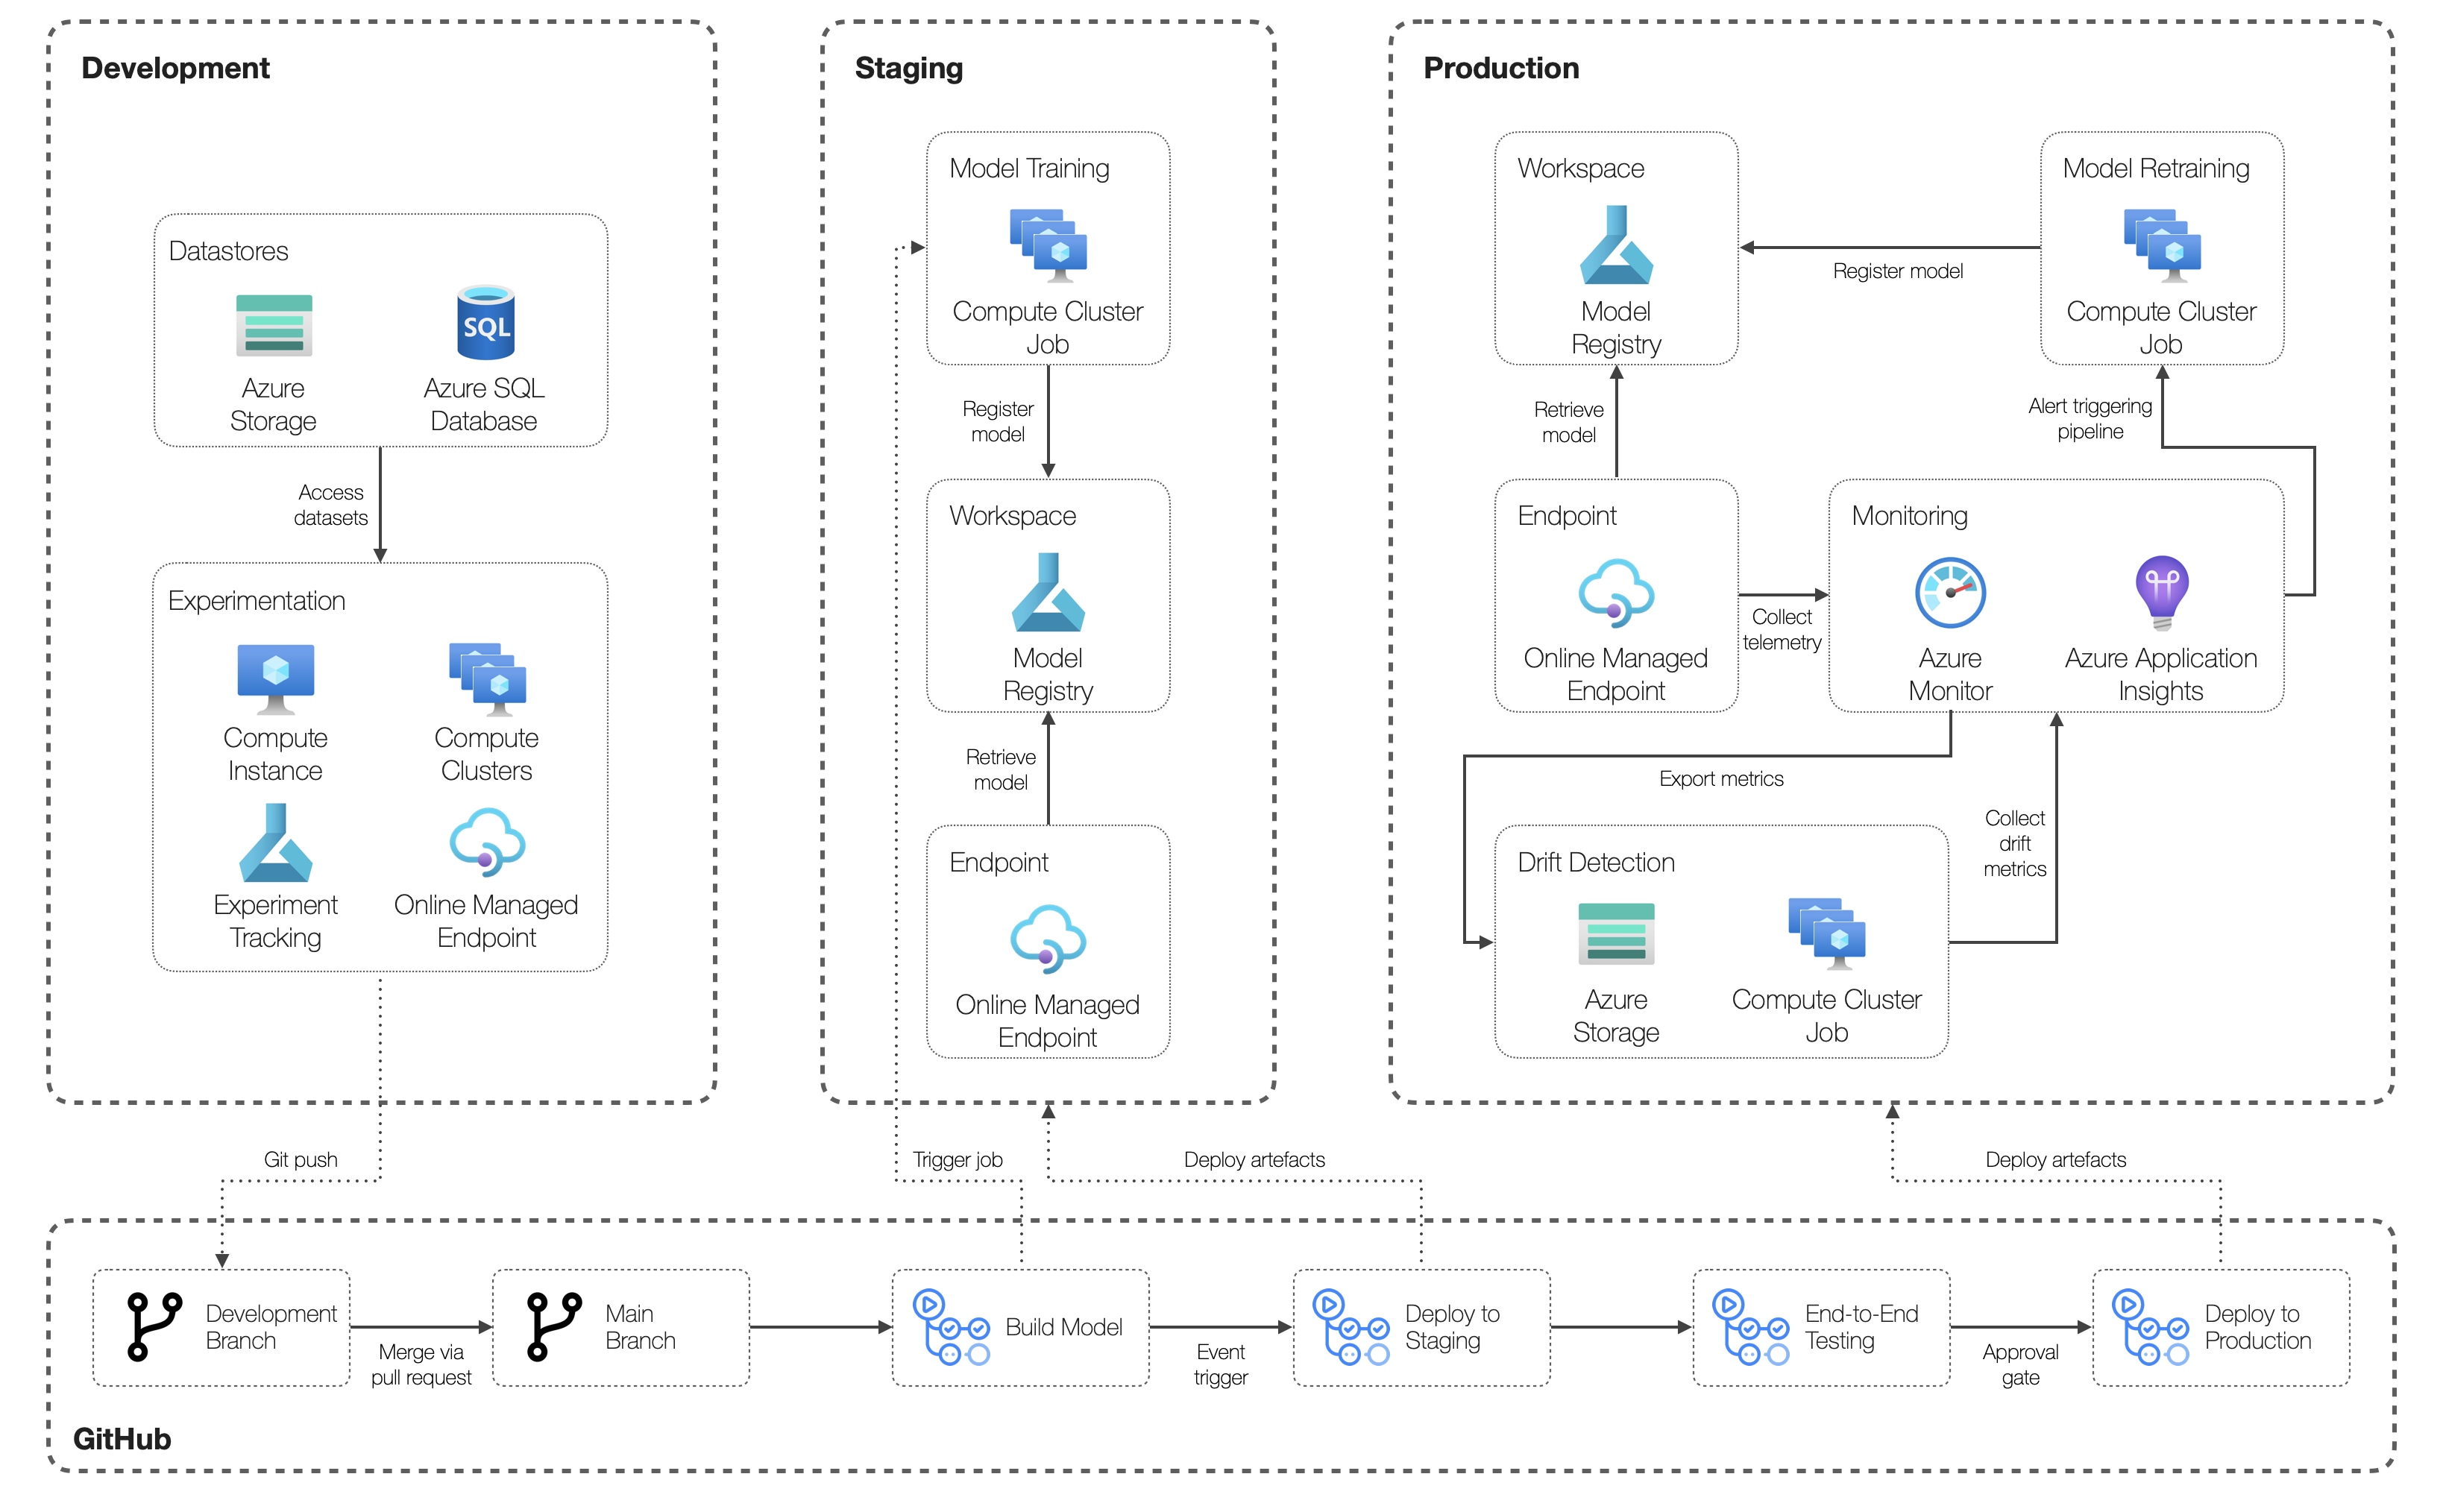 Development
Datastores
SQL
Azure
Storage
Azure SQL
Database
Access
datasets
Experimentation
Compute
Instance
Compute
Clusters
Experiment
Tracking
Online Managed
Endpoint
Git push
Staging
Model Training
Compute Cluster
Job
Register
model
Workspace
Model
Registry
Retrieve
model
Endpoint
Online Managed
Endpoint
Trigger job
Deploy artefacts
Production
Workspace
Model
Registry
Register model
Model Retraining
Compute Cluster
Job
Retrieve
model
Alert triggering
pipeline
Endpoint
Online Managed
Endpoint
Collect
telemetry
Monitoring
Azure
Monitor
Azure Application
Insights
Export metrics
Drift Detection
Azure
Storage
Compute Cluster
Job
Collect
drift
metrics
Deploy artefacts
Development
Branch
Merge via
pull request
Main
Branch
Build Model
Event
trigger
Deploy to
Staging
End-to-End
Testing
Approval
gate
Deploy to
Production
GitHub